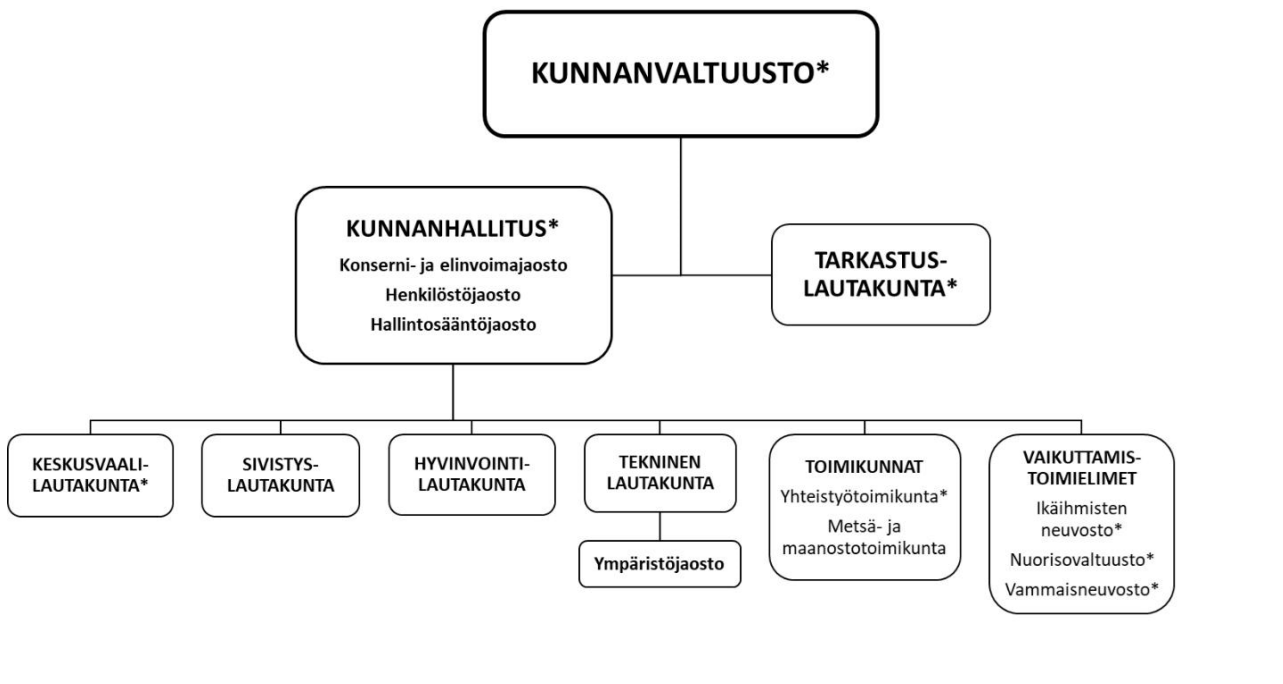 KUNNANVALTUUSTO*
KUNNANHALLITUS*
Konserni- ja elinvoimajaosto
Henkilöstöjaosto
Hallintosääntöjaosto
TARKASTUS-
LAUTAKUNTA*
KESKUSVAALI-
LAUTAKUNTA*
SIVISTYS-
LAUTAKUNTA
HYVINVOINTI-
LAUTAKUNTA
TEKNINEN
LAUTAKUNTA
Ympäristöjaosto
TOIMIKUNNAT
Yhteistyötoimikunta*
Metsä- ja
maanostotoimikunta
VAIKUTTAMIS-
TOIMIELIMET
Ikäihmisten
neuvosto*
Nuorisovaltuusto*
Vammaisneuvosto*